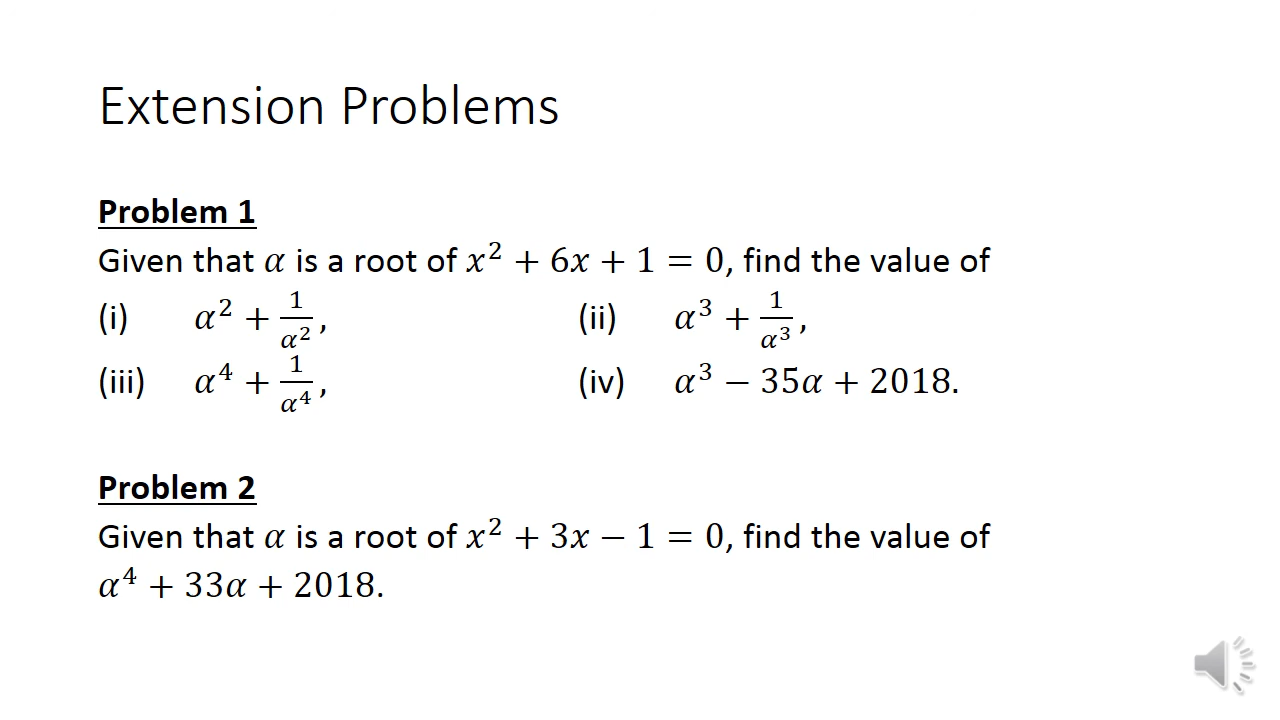 Extension Problems
Problem 1
Given that α is a root of x² + 6x + 1 = 0, find the value of
(i) α² + 1/α², (ii) α³ + 1/α³,
(iii) α⁴ + 1/α⁴, (iv) α³ − 35α + 2018.
Problem 2
Given that α is a root of x² + 3x − 1 = 0, find the value of
α⁴ + 33α + 2018.